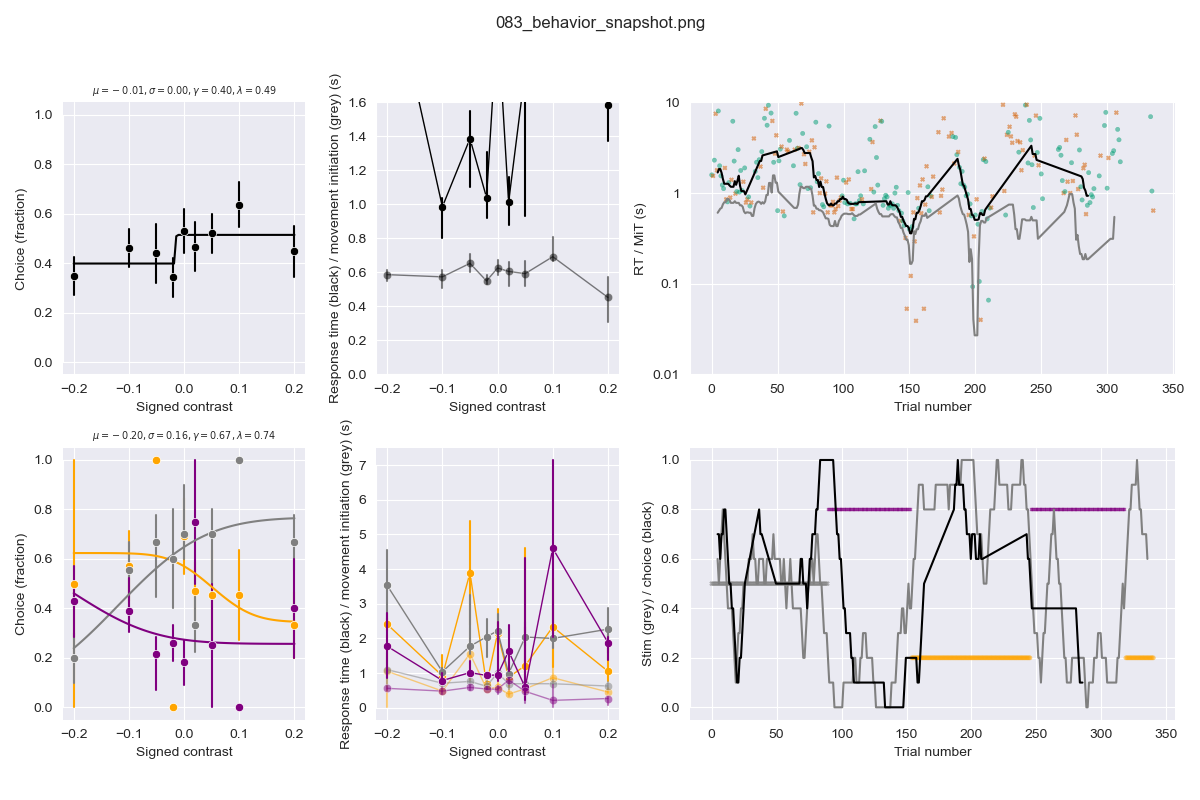 083_behavior_snapshot.png
μ = −0.01, σ = 0.00, γ = 0.40, λ = 0.49
Choice (fraction)
1.0
0.8
0.6
0.4
0.2
0.0
−0.2 −0.1 0.0 0.1 0.2
Signed contrast
Response time (black) / movement initiation (grey) (s)
1.6
1.4
1.2
1.0
0.8
0.6
0.4
0.2
0.0
−0.2 −0.1 0.0 0.1 0.2
Signed contrast
RT / MiT (s)
10
1
0.1
0.01
0 50 100 150 200 250 300 350
Trial number
μ = −0.20, σ = 0.16, γ = 0.67, λ = 0.74
Choice (fraction)
1.0
0.8
0.6
0.4
0.2
0.0
−0.2 −0.1 0.0 0.1 0.2
Signed contrast
Response time (black) / movement initiation (grey) (s)
7
6
5
4
3
2
1
0
−0.2 −0.1 0.0 0.1 0.2
Signed contrast
Stim (grey) / choice (black)
1.0
0.8
0.6
0.4
0.2
0.0
0 50 100 150 200 250 300 350
Trial number